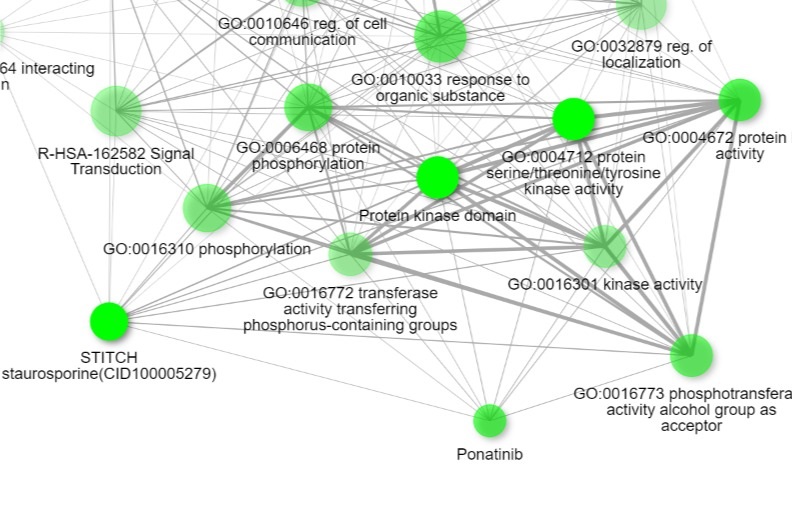 GO:0010646 reg. of cell
communication
GO:0032879 reg. of
localization
64 interacting
n
GO:0010033 response to
organic substance
R-HSA-162582 Signal
Transduction
GO:0006468 protein
phosphorylation
GO:0004712 protein
serine/threonine/tyrosine
kinase activity
GO:0004672 protein
activity
Protein kinase domain
GO:0016310 phosphorylation
GO:0016772 transferase
activity transferring
phosphorus-containing groups
GO:0016301 kinase activity
STITCH
staurosporine(CID100005279)
GO:0016773 phosphotransfera
activity alcohol group as
acceptor
Ponatinib